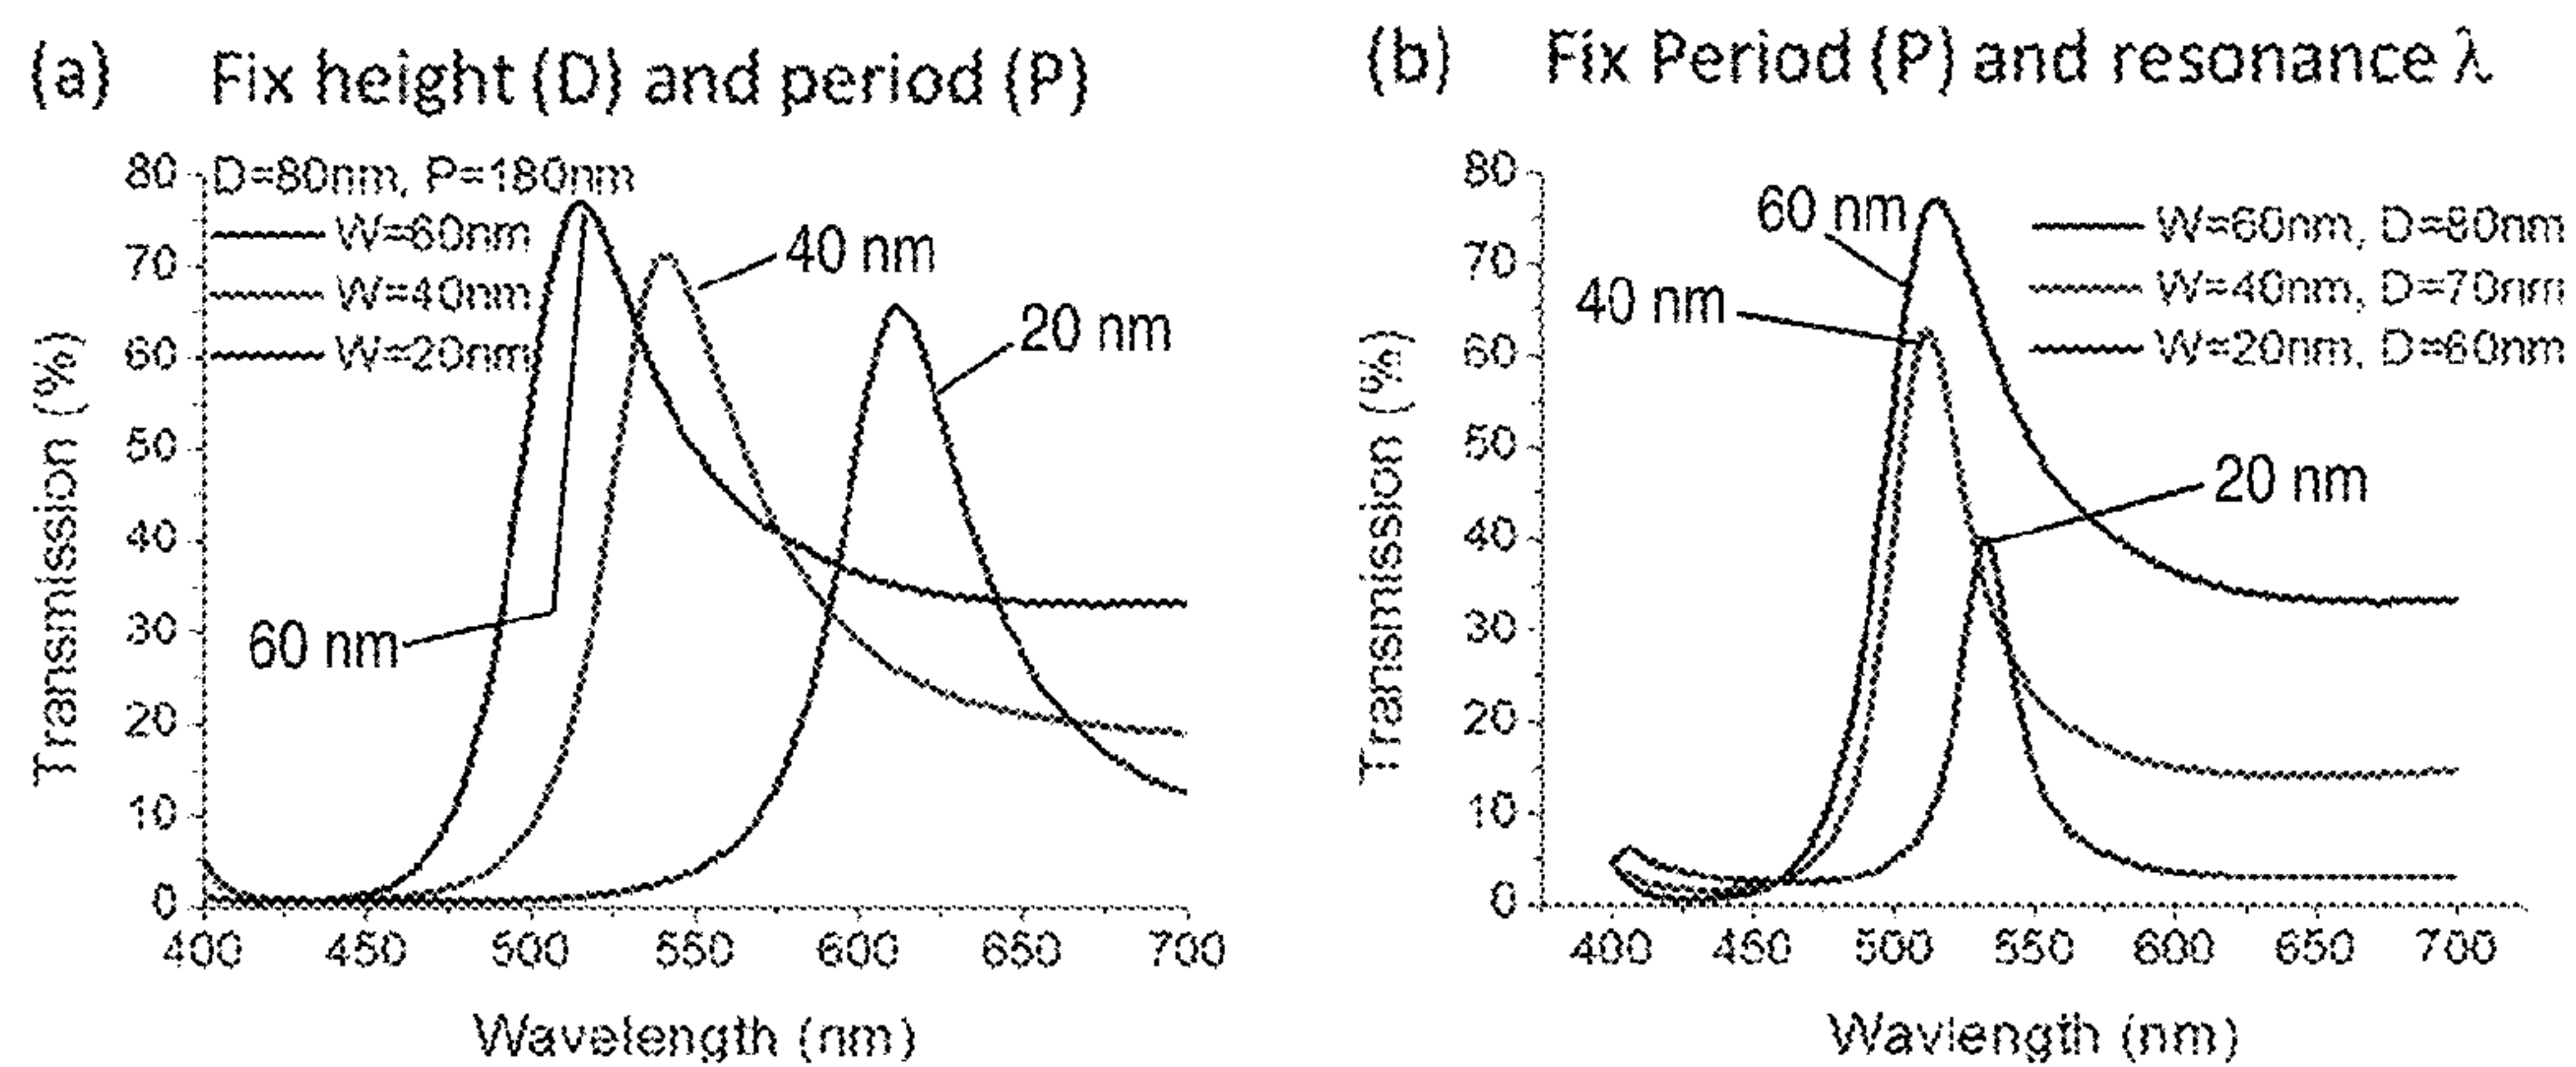 (a) Fix height (D) and period (P)
D=80nm, P=180nm
W=60nm
W=40nm
W=20nm
40 nm
20 nm
60 nm
Transmission (%)
80
70
60
50
40
30
20
10
0
400 450 500 550 600 650 700
Wavelength (nm)
(b) Fix Period (P) and resonance λ
60 nm
40 nm
20 nm
W=60nm, D=80nm
W=40nm, D=70nm
W=20nm, D=60nm
Transmission (%)
80
70
60
50
40
30
20
10
0
400 450 500 550 600 650 700
Wavlength (nm)